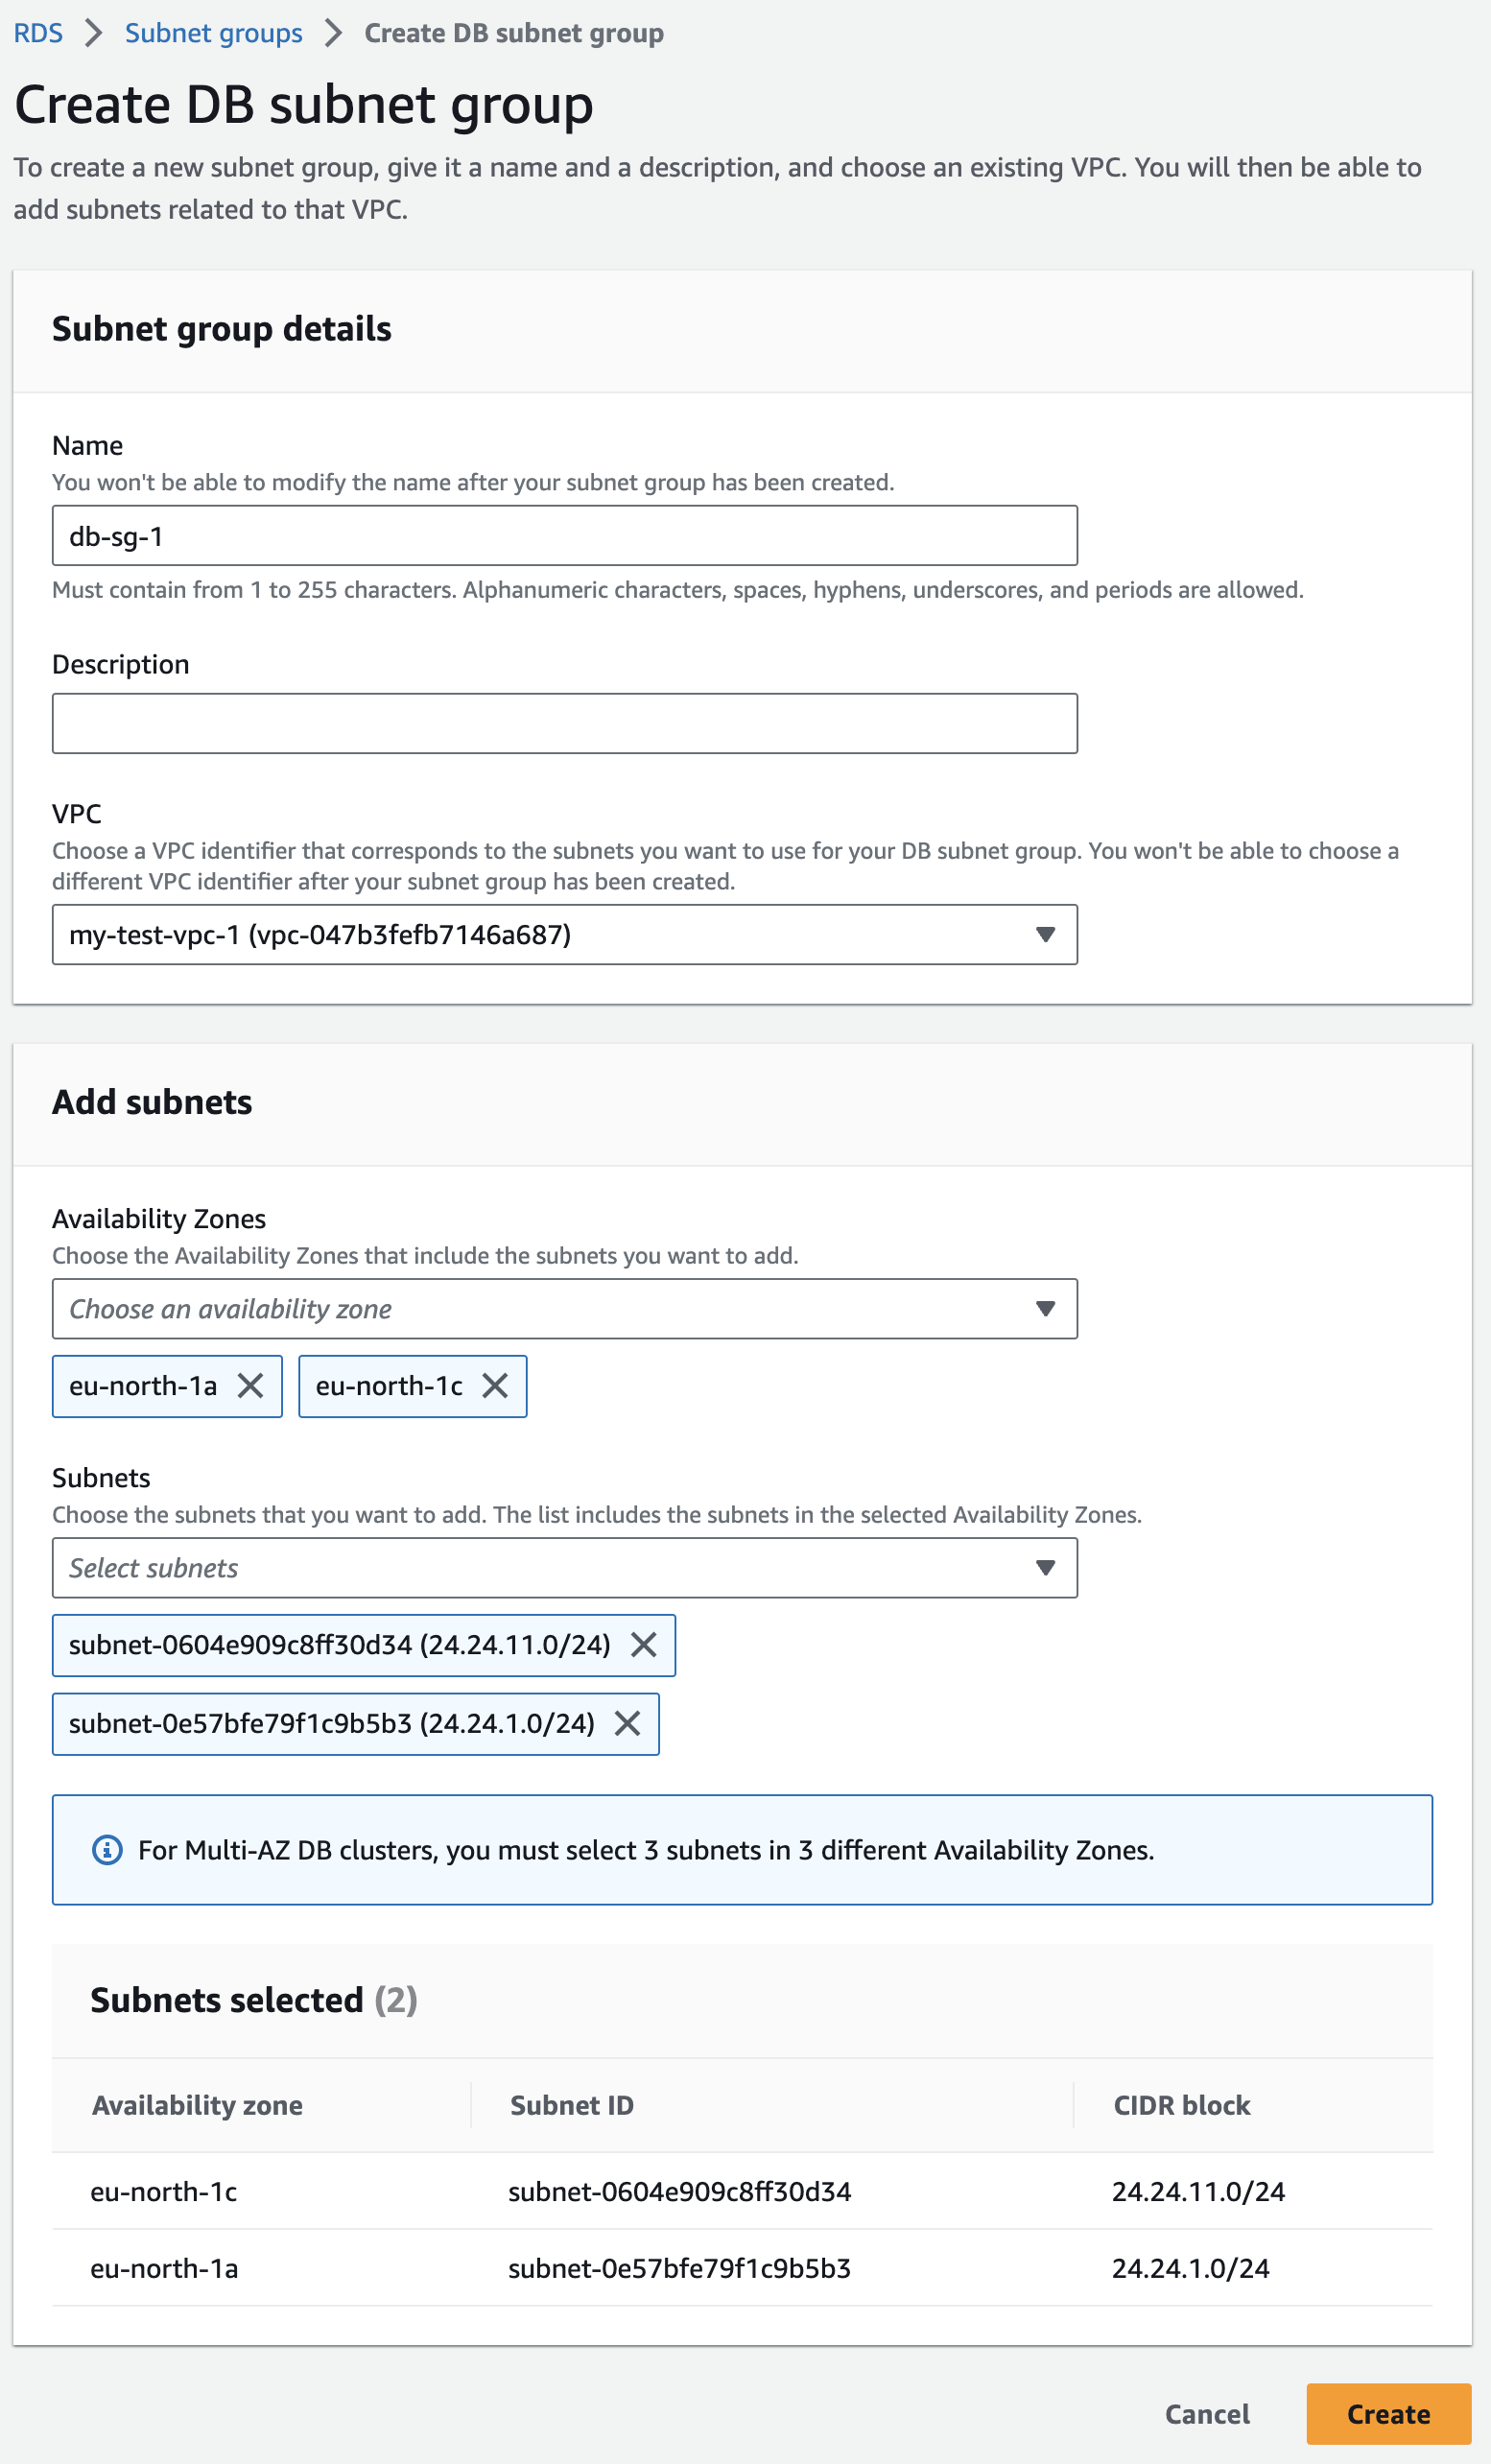 RDS > Subnet groups > Create DB subnet group
Create DB subnet group
To create a new subnet group, give it a name and a description, and choose an existing VPC. You will then be able to
add subnets related to that VPC.
Subnet group details
Name
You won't be able to modify the name after your subnet group has been created.
db-sg-1
Must contain from 1 to 255 characters. Alphanumeric characters, spaces, hyphens, underscores, and periods are allowed.
Description
VPC
Choose a VPC identifier that corresponds to the subnets you want to use for your DB subnet group. You won't be able to choose a
different VPC identifier after your subnet group has been created.
my-test-vpc-1 (vpc-047b3fefb7146a687)
Add subnets
Availability Zones
Choose the Availability Zones that include the subnets you want to add.
Choose an availability zone
eu-north-1a eu-north-1c
Subnets
Choose the subnets that you want to add. The list includes the subnets in the selected Availability Zones.
Select subnets
subnet-0604e909c8ff30d34 (24.24.11.0/24)
subnet-0e57bfe79f1c9b5b3 (24.24.1.0/24)
For Multi-AZ DB clusters, you must select 3 subnets in 3 different Availability Zones.
Subnets selected (2)
Availability zone Subnet ID CIDR block
eu-north-1c subnet-0604e909c8ff30d34 24.24.11.0/24
eu-north-1a subnet-0e57bfe79f1c9b5b3 24.24.1.0/24
Cancel Create